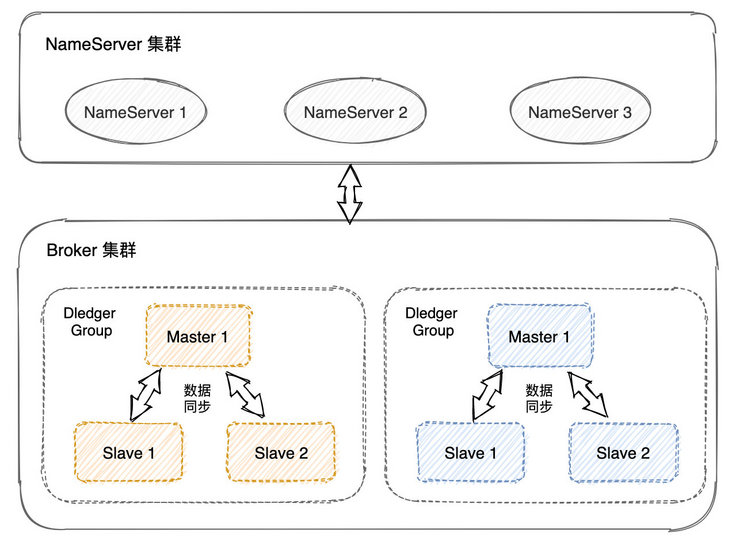 NameServer 集群
NameServer 1
NameServer 2
NameServer 3
Broker 集群
Dledger
Group
Master 1
数据
同步
Slave 1
Slave 2
Dledger
Group
Master 1
数据
同步
Slave 1
Slave 2